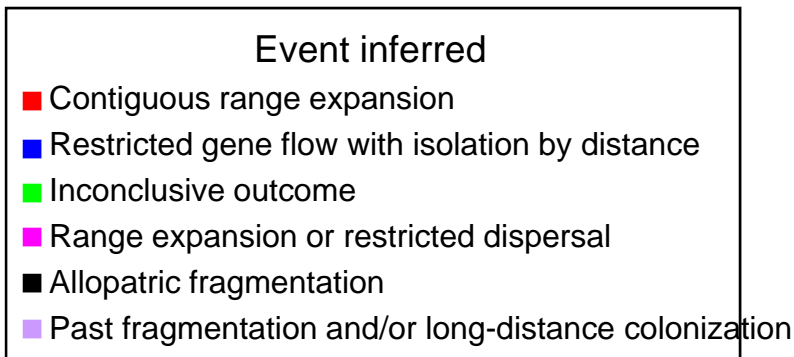 Event inferred
Contiguous range expansion
Restricted gene flow with isolation by distance
Inconclusive outcome
Range expansion or restricted dispersal
Allopatric fragmentation
Past fragmentation and/or long-distance colonization